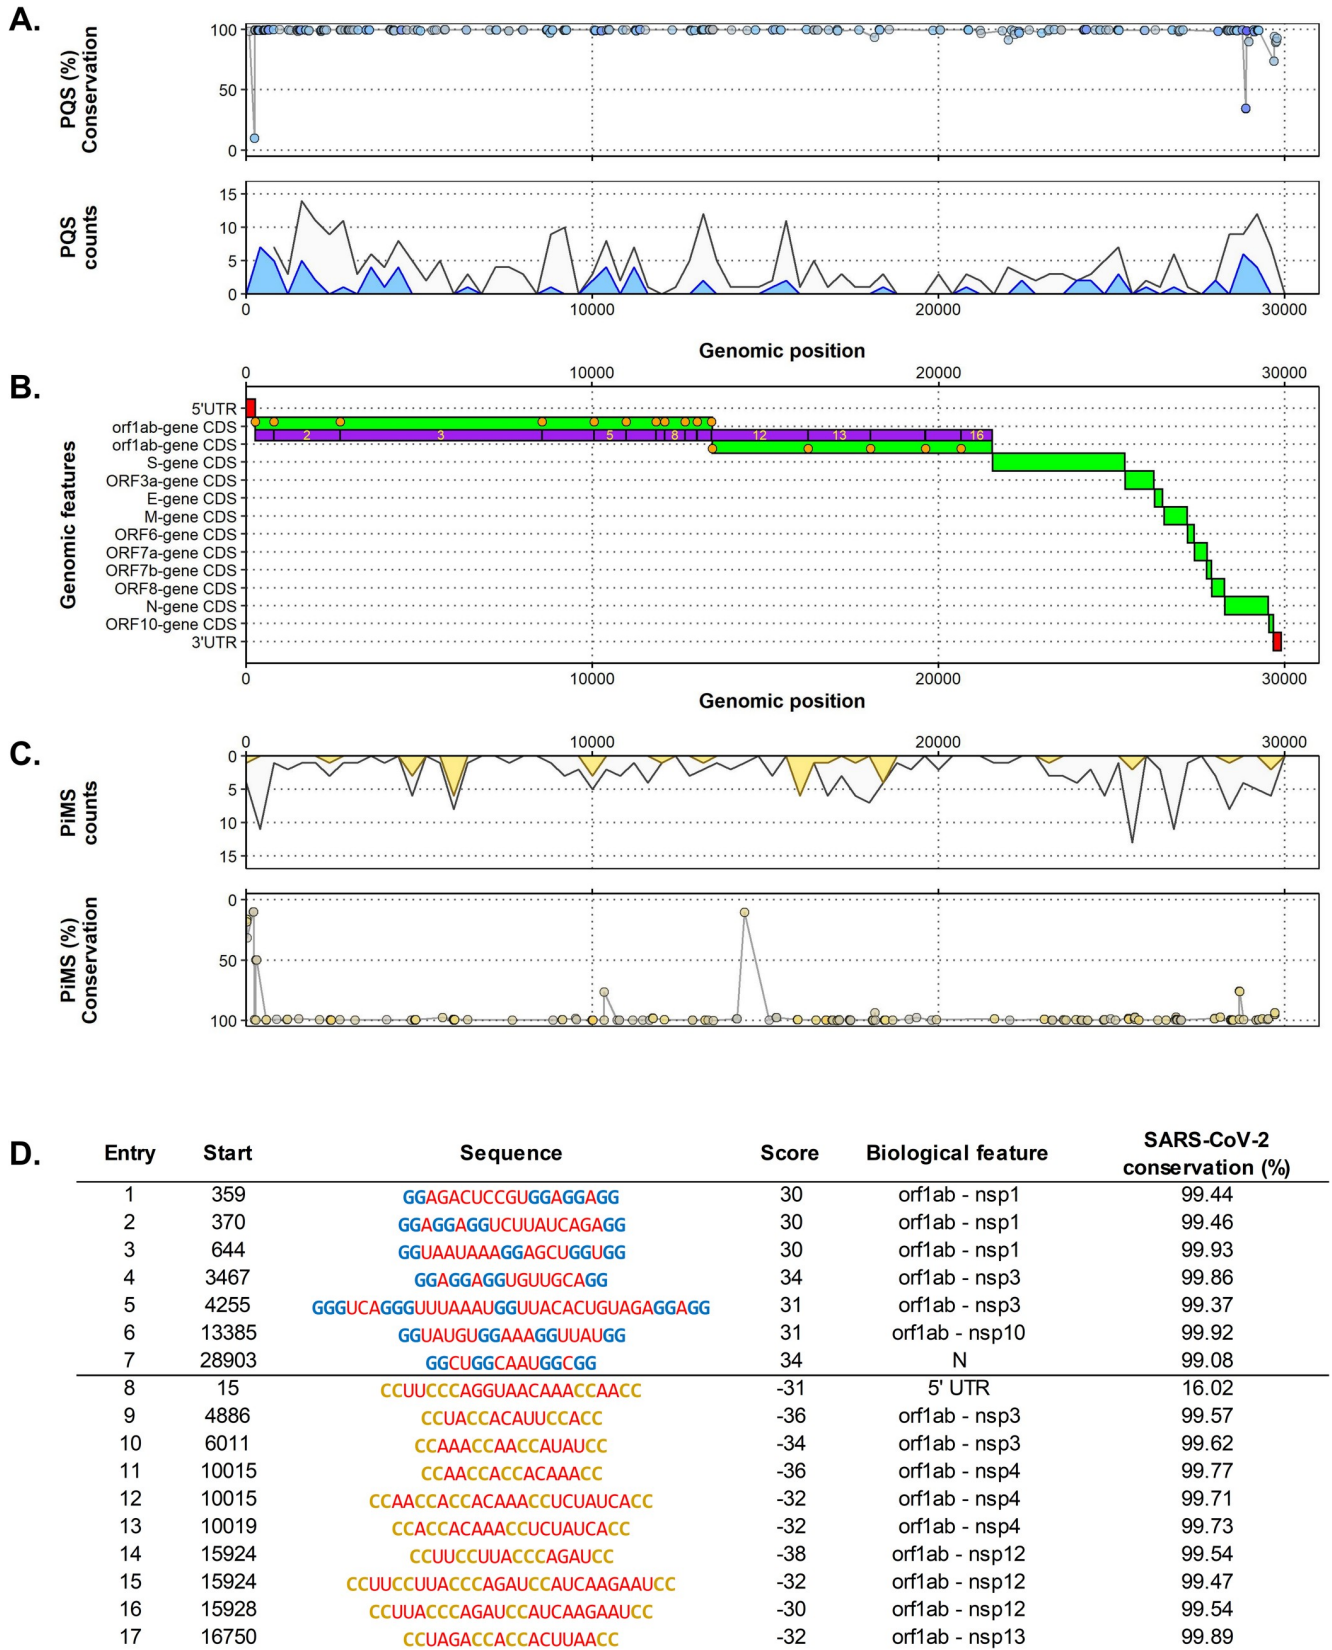 A.
PQS (%)
Conservation
100
50
0
PQS
counts
15
10
5
0
0 10000 20000 30000
Genomic position
B.
0 10000 20000 30000
Genomic features
5'UTR
orf1ab-gene CDS
2 3 5 8 12 13 16
orf1ab-gene CDS
S-gene CDS
ORF3a-gene CDS
E-gene CDS
M-gene CDS
ORF6-gene CDS
ORF7a-gene CDS
ORF7b-gene CDS
ORF8-gene CDS
N-gene CDS
ORF10-gene CDS
3'UTR
0 10000 20000 30000
Genomic position
C.
0 10000 20000 30000
PiMS
counts
0
5
10
15
PiMS (%)
Conservation
0
50
100
D. Entry Start Sequence Score Biological feature SARS-CoV-2 conservation (%)
1 359 GGAGACUCCGUGGAGGAGG 30 orf1ab - nsp1 99.44
2 370 GGAGGAGGUCUUAUCAGAGG 30 orf1ab - nsp1 99.46
3 644 GGUAAUAAAGGAGCUGGUGG 30 orf1ab - nsp1 99.93
4 3467 GGAGGAGGUGUUGCAGG 34 orf1ab - nsp3 99.86
5 4255 GGGUCAGGGUUUAAAUGGUUACACUGUAGAGGAGG 31 orf1ab - nsp3 99.37
6 13385 GGUAUGUGGAAAGGUUAUGG 31 orf1ab - nsp10 99.92
7 28903 GGCUGGCAAUGGCGG 34 N 99.08
8 15 CCUUCCCAGGUAACAAACCAACC -31 5' UTR 16.02
9 4886 CCUACCACAUUCCACC -36 orf1ab - nsp3 99.57
10 6011 CCAAACCAACCAUAUCC -34 orf1ab - nsp3 99.62
11 10015 CCAACCACCACAAACC -36 orf1ab - nsp4 99.77
12 10015 CCAACCACCACAAACCUCUAUCACC -32 orf1ab - nsp4 99.71
13 10019 CCACCACAAACCUCUAUCACC -32 orf1ab - nsp4 99.73
14 15924 CCUUCCUUACCCAGAUCC -38 orf1ab - nsp12 99.54
15 15924 CCUUCCUUACCCAGAUCCAUCAAGAAUCC -32 orf1ab - nsp12 99.47
16 15928 CCUUACCCAGAUCCAUCAAGAAUCC -30 orf1ab - nsp12 99.54
17 16750 CCUAGACCACCACUUAACC -32 orf1ab - nsp13 99.89